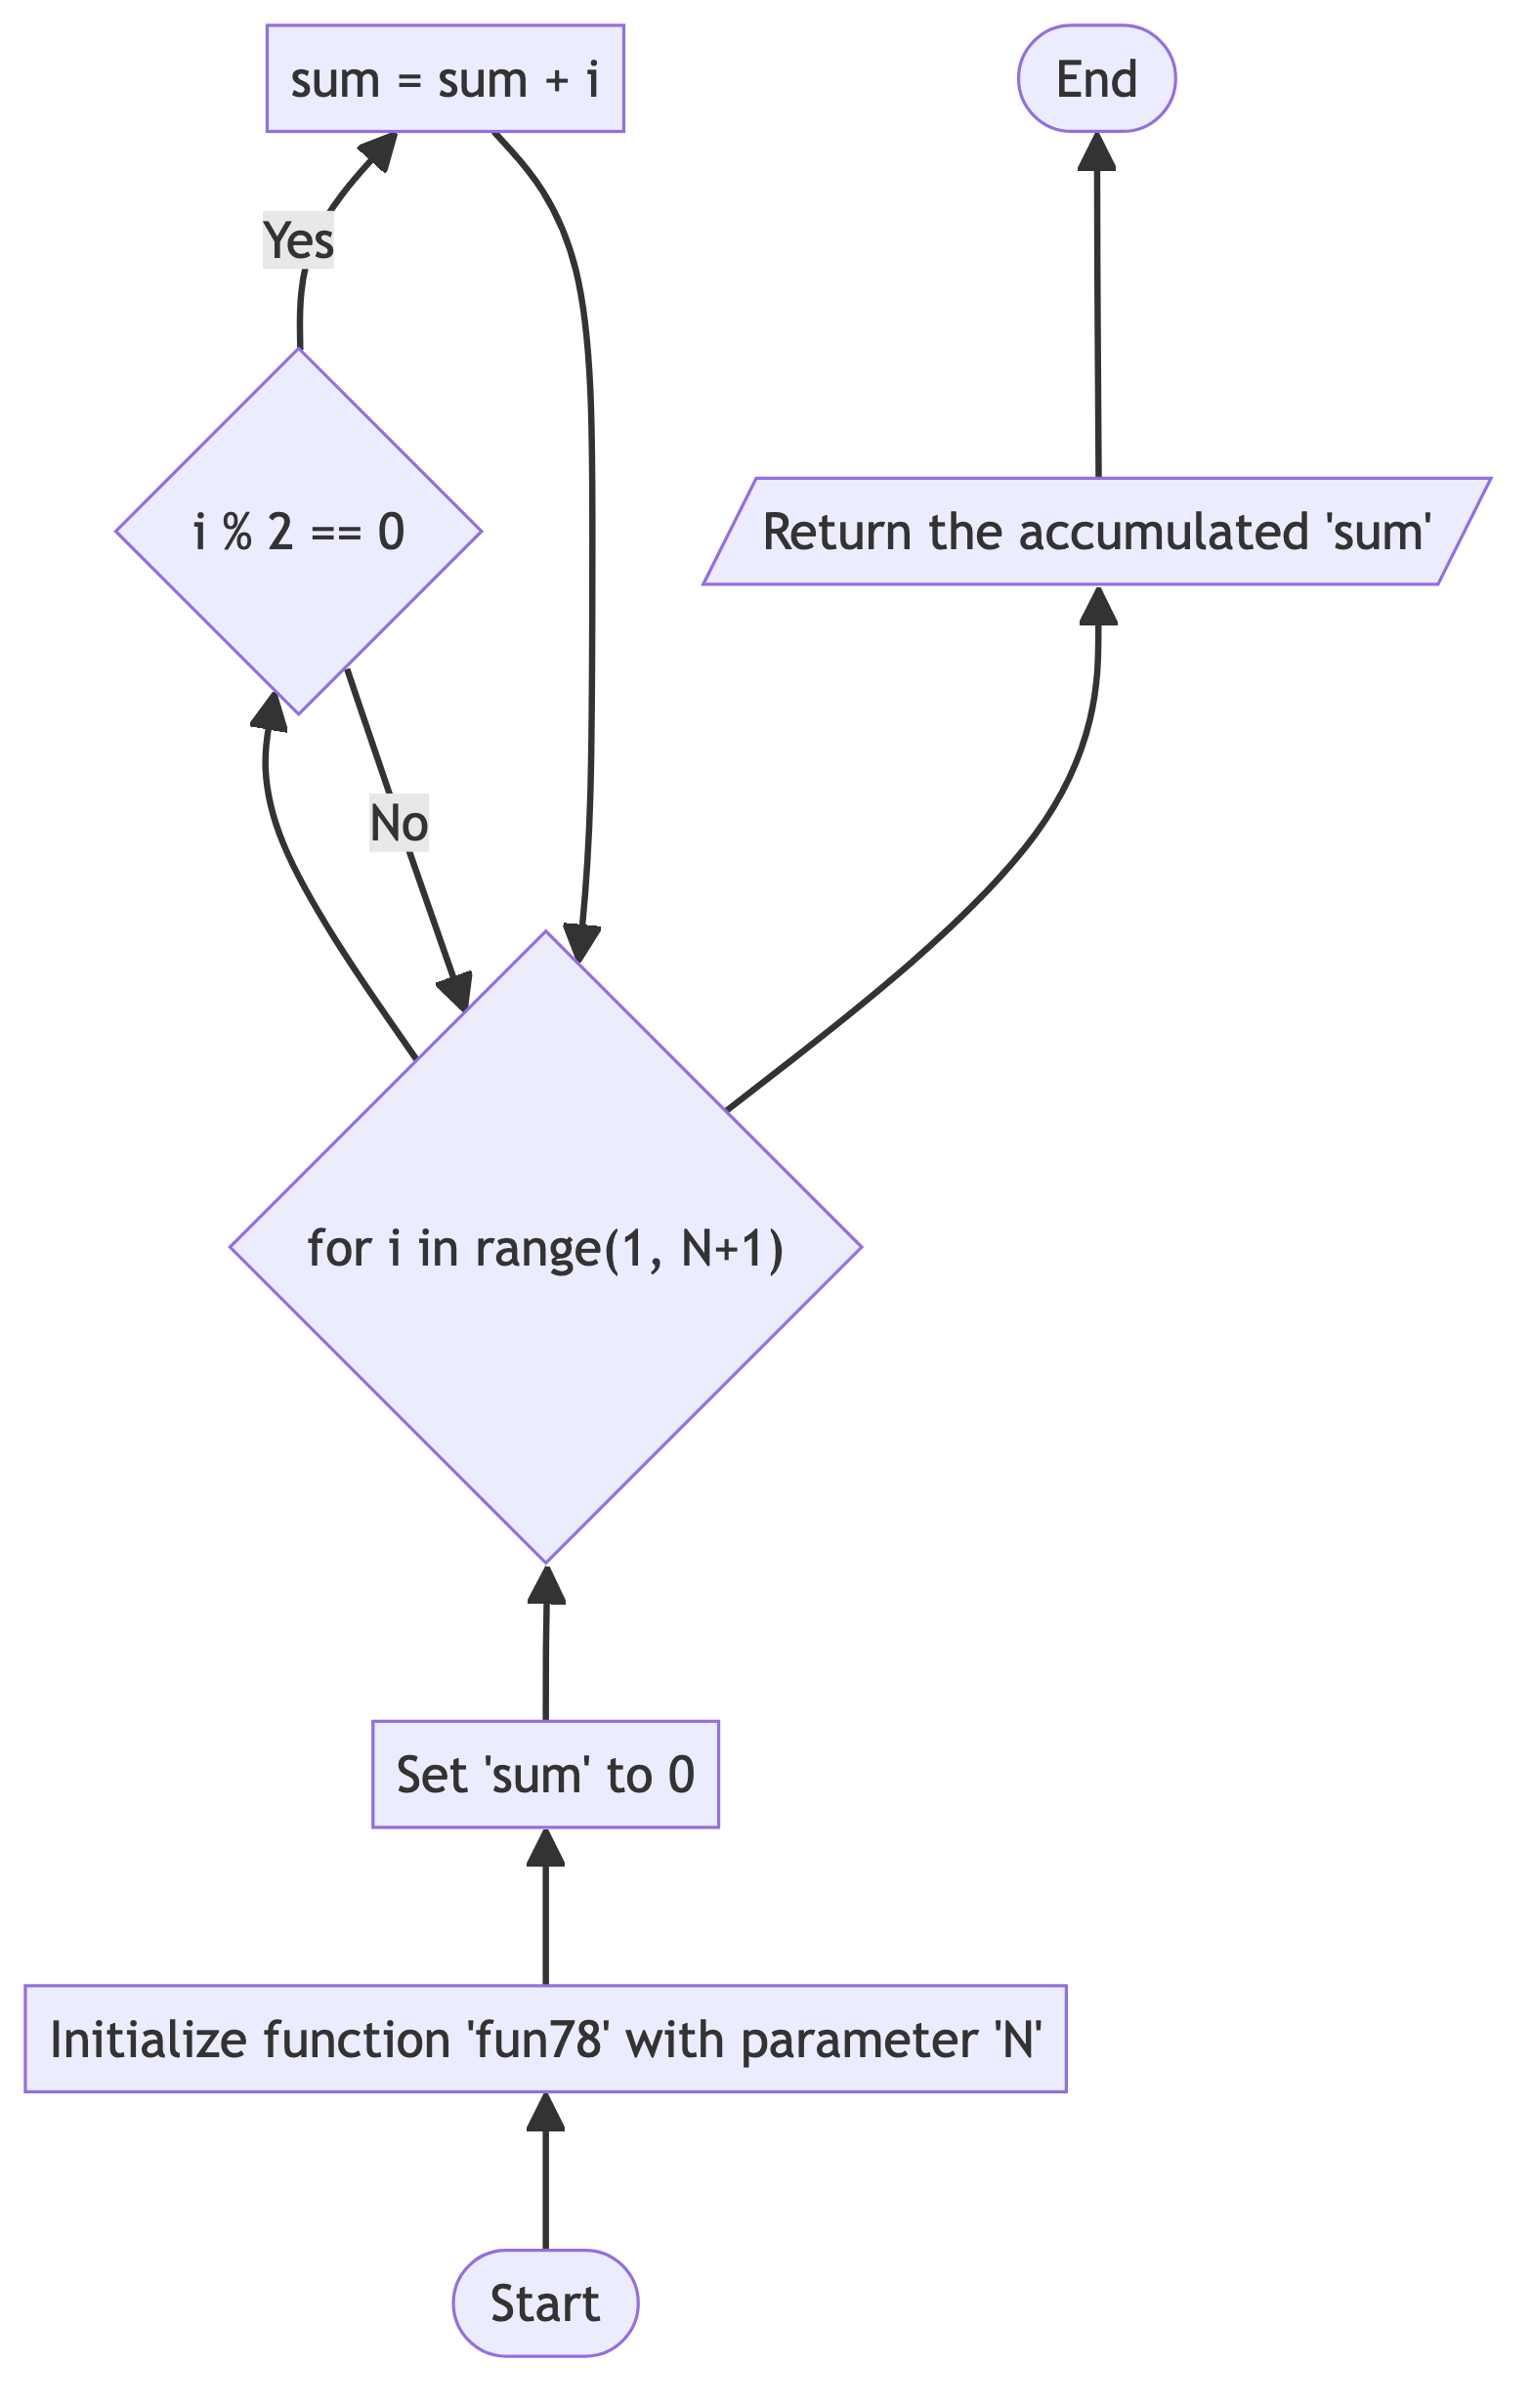 sum = sum + i
End
Yes
i % 2 == 0
Return the accumulated 'sum'
No
for i in range(1, N+1)
Set 'sum' to 0
Initialize function 'fun78' with parameter 'N'
Start